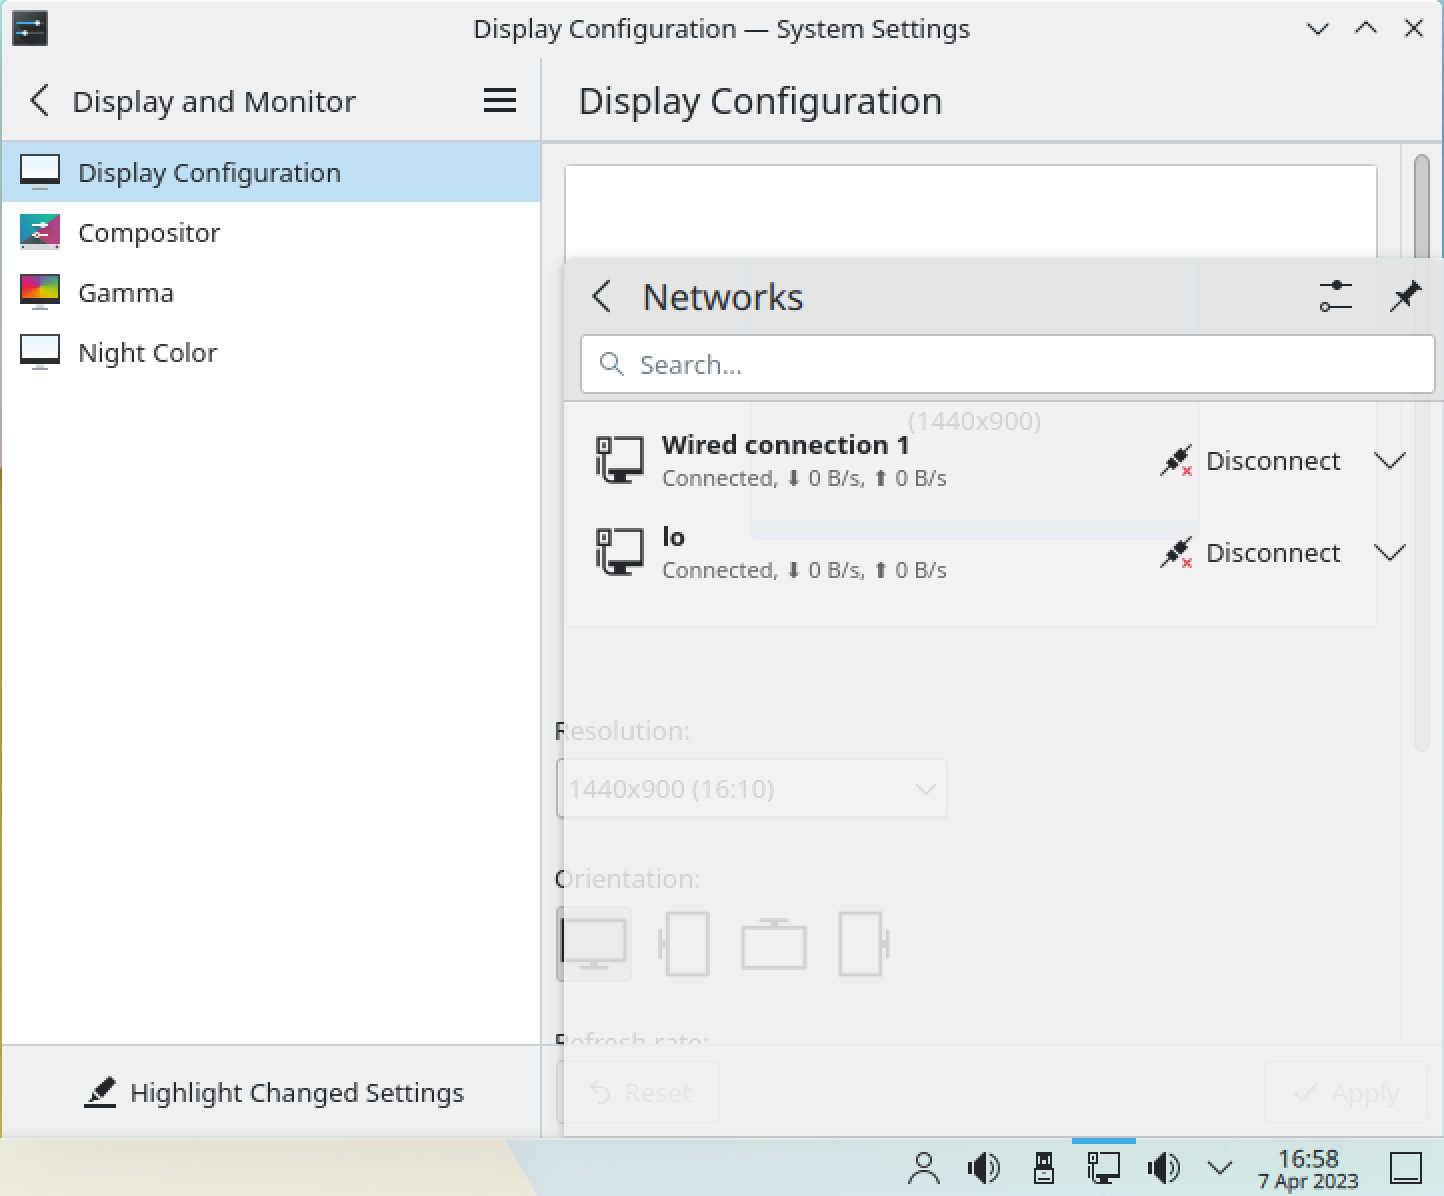 Display Configuration — System Settings
Display and Monitor
Display Configuration
Display Configuration
Compositor
Gamma
Night Color
Networks
Search...
(1440x900)
Wired connection 1
Disconnect
Connected, ⬇ 0 B/s, ⬆ 0 B/s
lo
Disconnect
Connected, ⬇ 0 B/s, ⬆ 0 B/s
Resolution:
1440x900 (16:10)
Orientation:
Refresh rate:
Highlight Changed Settings
Reset
Apply
16:58
7 Apr 2023